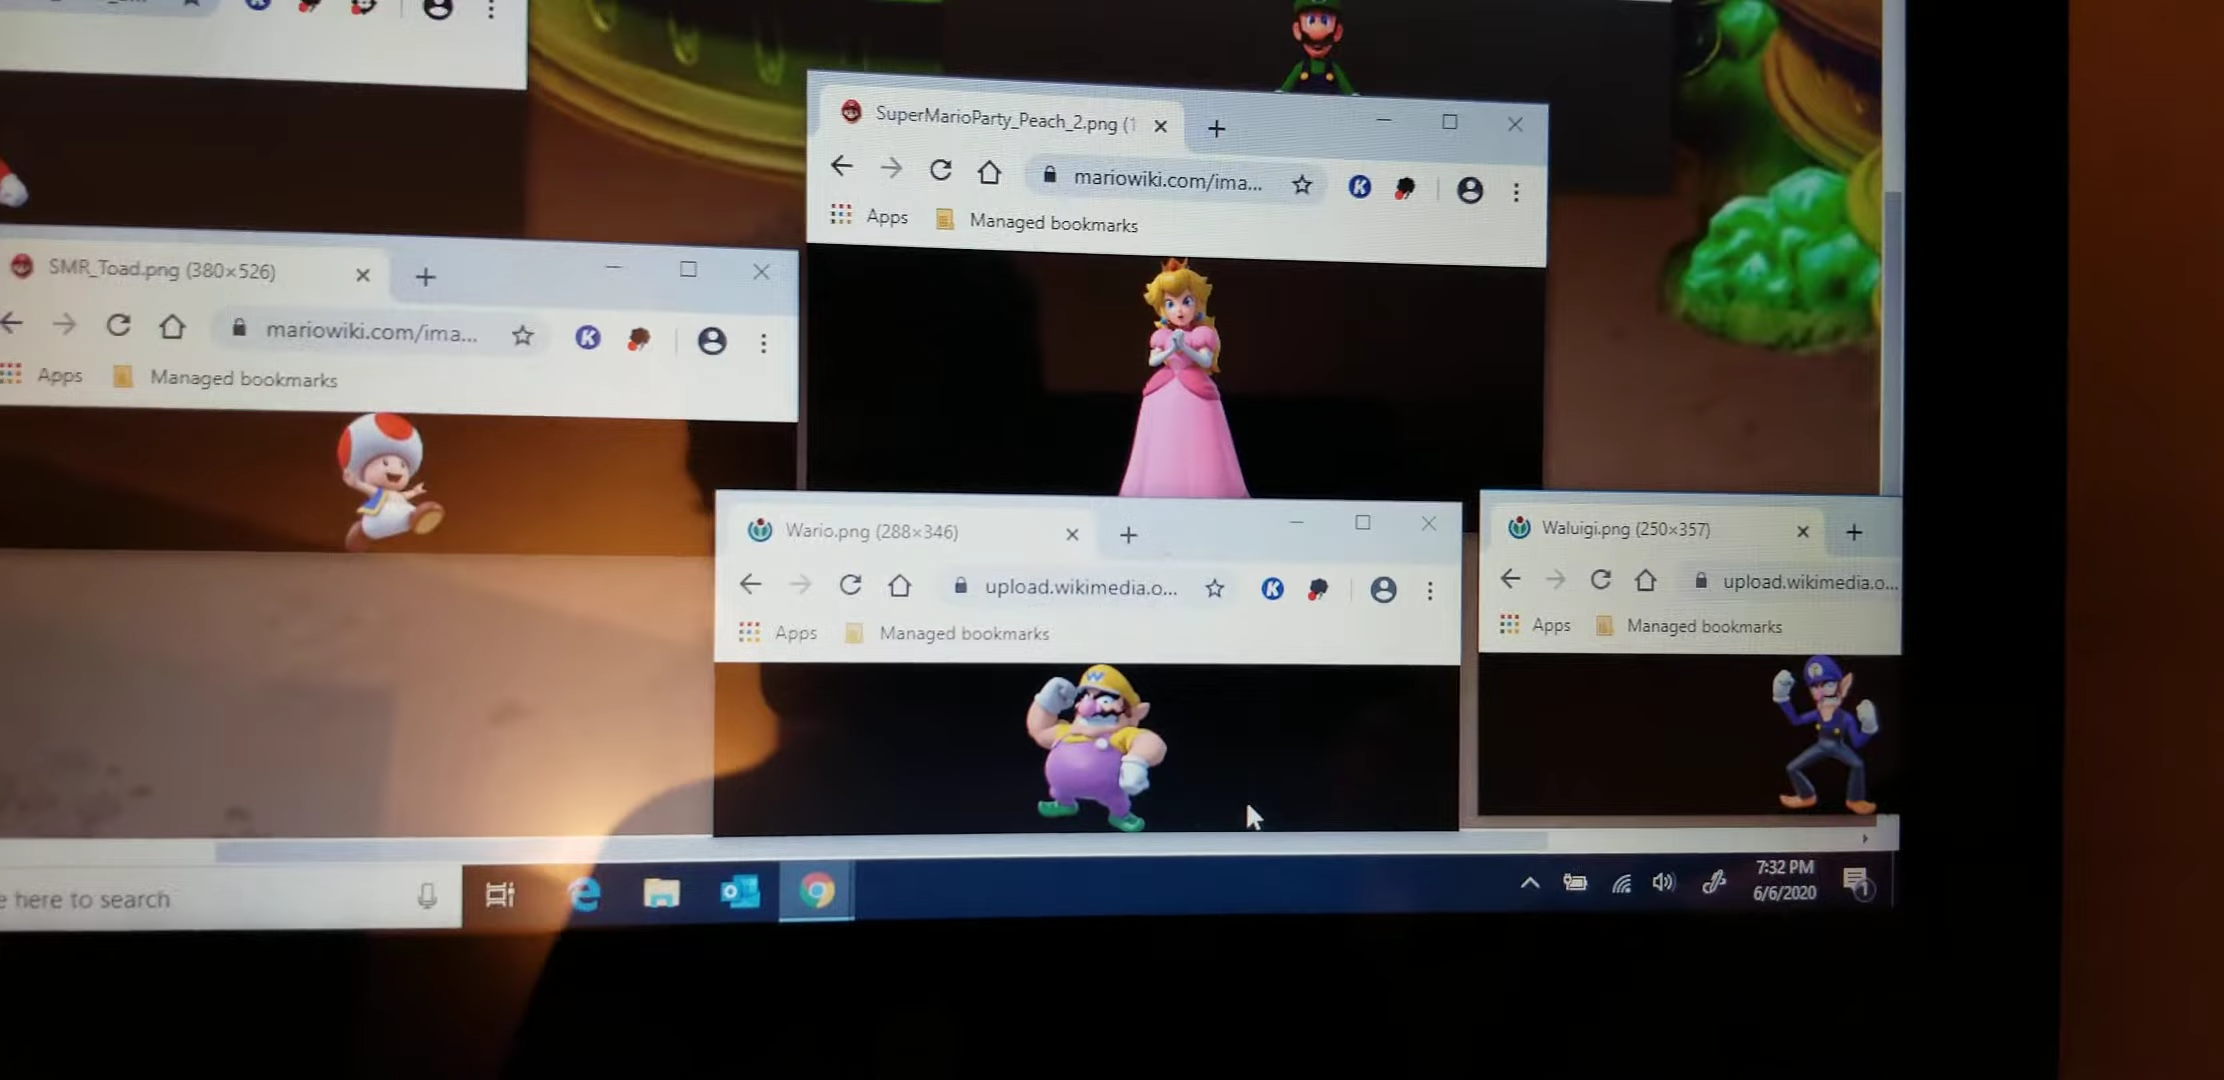 SuperMarioParty_Peach_2.png (1
mariowiki.com/ima...
K
Apps
Managed bookmarks
SMR_Toad.png (380×526)
mariowiki.com/ima...
K
Apps
Managed bookmarks
Wario.png (288×346)
upload.wikimedia.o...
K
Apps
Managed bookmarks
W
Waluigi.png (250×357)
upload.wikimedia.o...
Apps
Managed bookmarks
e here to search
7:32 PM
6/6/2020
1